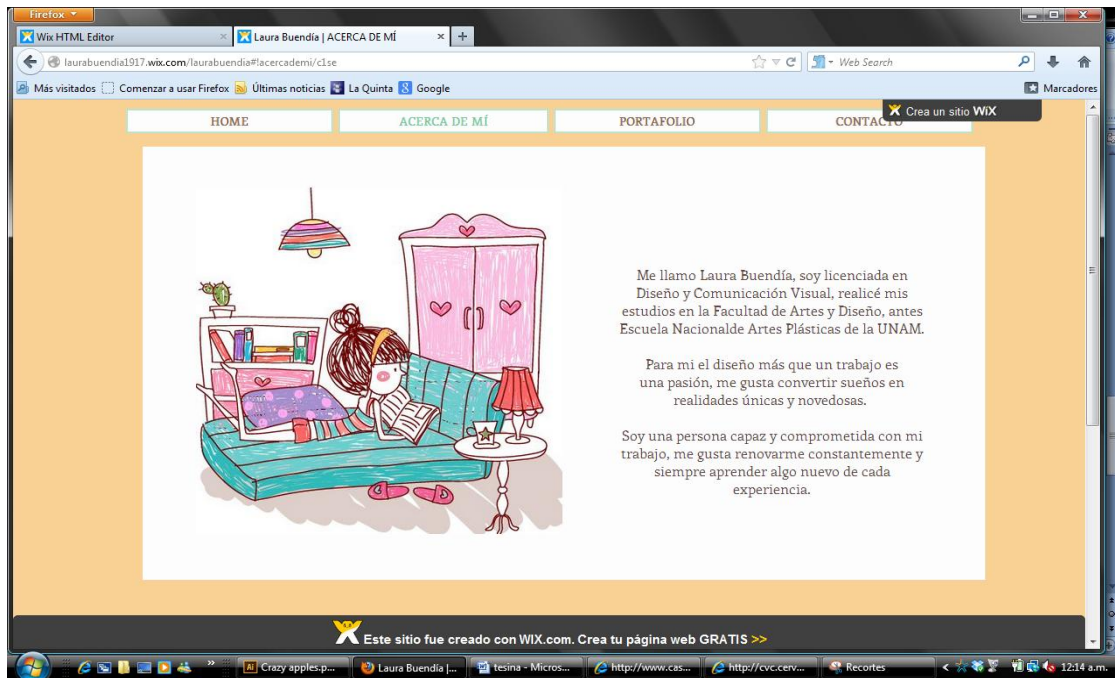 Firefox
Wix HTML Editor
Laura Buendía | ACERCA DE MÍ
laurabuendia1917.wix.com/laurabuendia#!acercademi/c1se
Web Search
Más visitados
Comenzar a usar Firefox
Últimas noticias
La Quinta
Google
Marcadores
Crea un sitio WiX
HOME
ACERCA DE MÍ
PORTAFOLIO
CONTACTO
Me llamo Laura Buendía, soy licenciada en
Diseño y Comunicación Visual, realicé mis
estudios en la Facultad de Artes y Diseño, antes
Escuela Nacionalde Artes Plásticas de la UNAM.
Para mi el diseño más que un trabajo es
una pasión, me gusta convertir sueños en
realidades únicas y novedosas.
Soy una persona capaz y comprometida con mi
trabajo, me gusta renovarme constantemente y
siempre aprender algo nuevo de cada
experiencia.
Este sitio fue creado con WIX.com. Crea tu página web GRATIS >>
Crazy apples.p...
Laura Buendía |...
tesina - Micros...
http://www.cas...
http://cvc.cerv...
Recortes
12:14 a.m.